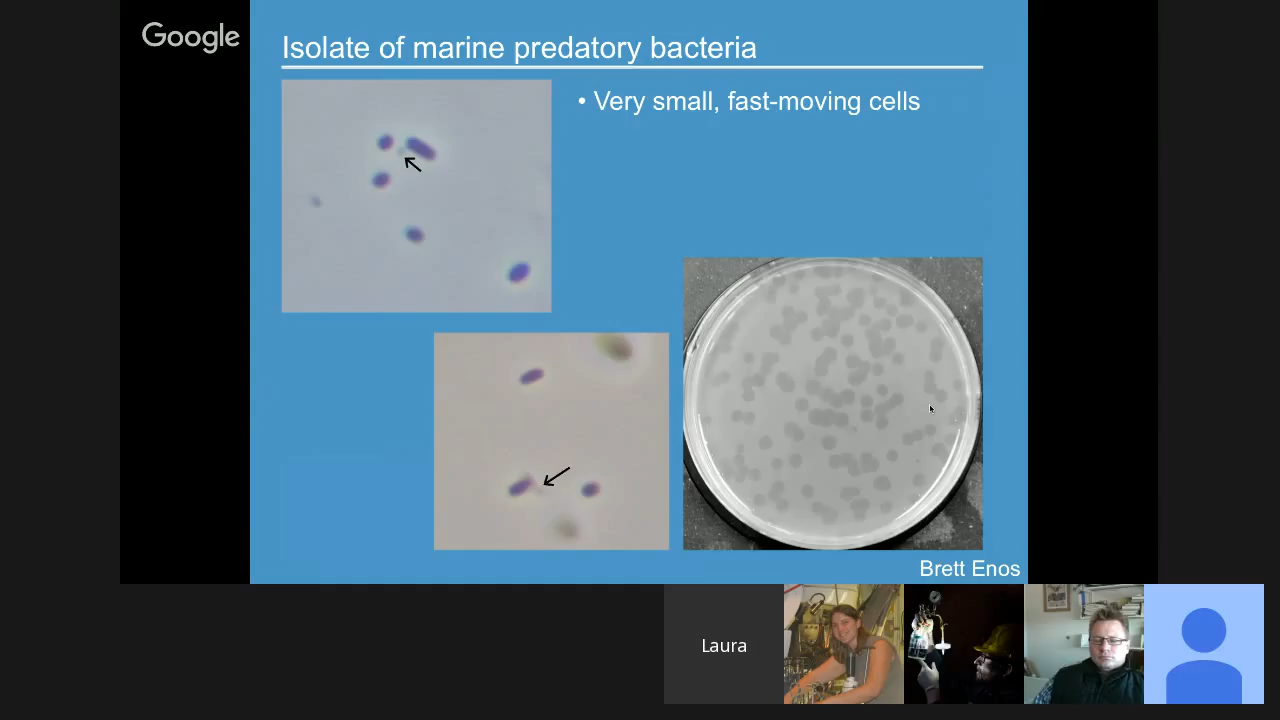 Google
Isolate of marine predatory bacteria
• Very small, fast-moving cells
Brett Enos
Laura